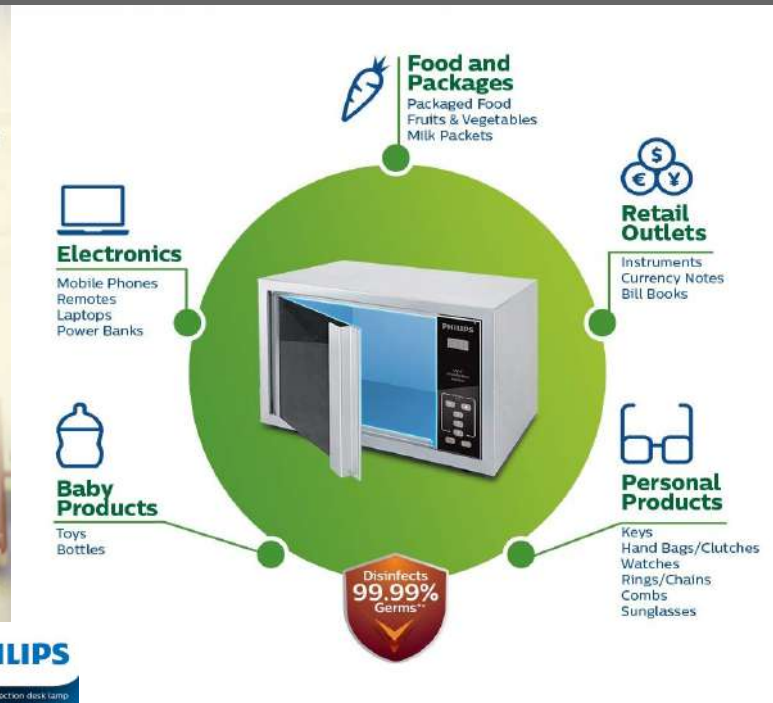 Food and
Packages
Packaged Food
Fruits & Vegetables
Milk Packets
$
€ ¥
Retail
Outlets
Instruments
Currency Notes
Bill Books
Electronics
Mobile Phones
Remotes
Laptops
Power Banks
PHILIPS
Baby
Products
Toys
Bottles
Personal
Products
Keys
Hand Bags/Clutches
Watches
Rings/Chains
Combs
Sunglasses
Disinfects
99.99%
Germs*+
ILIPS
ction desk lamp